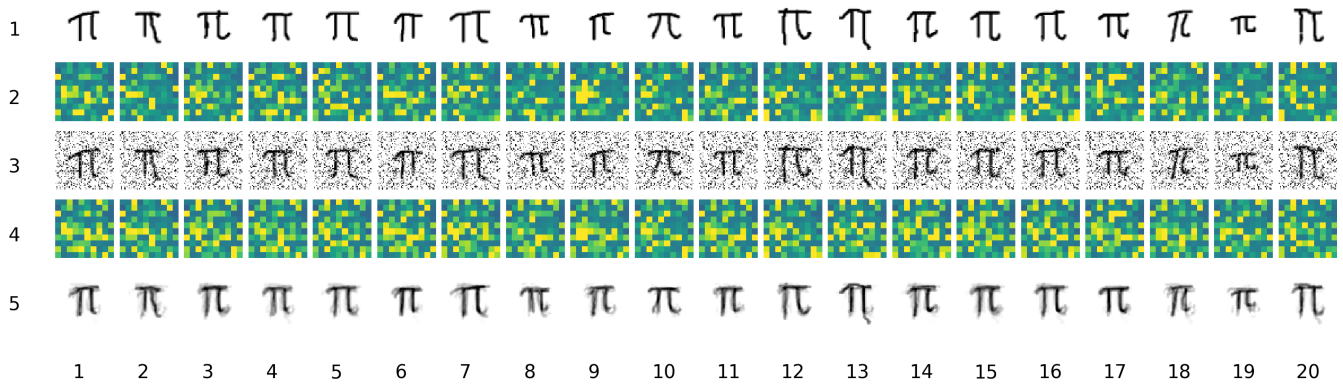 1 π π π π π π π π π π π π π π π π π π π π
2
3 π π π π π π π π π π π π π π π π π π π π
4
5 π π π π π π π π π π π π π π π π π π π π
1 2 3 4 5 6 7 8 9 10 11 12 13 14 15 16 17 18 19 20